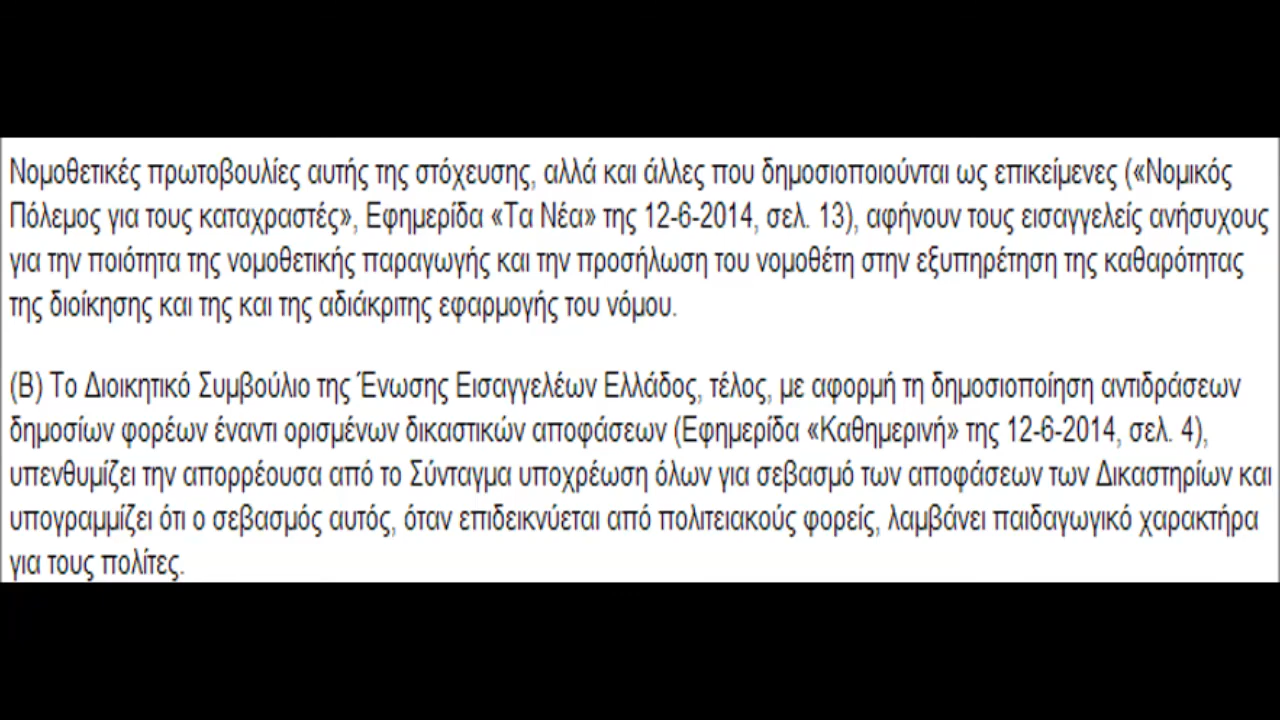 Νομοθετικές πρωτοβουλίες αυτής της στόχευσης, αλλά και άλλες που δημοσιοποιούνται ως επικείμενες («Νομικός
Πόλεμος για τους καταχραστές», Εφημερίδα «Τα Νέα» της 12-6-2014, σελ. 13), αφήνουν τους εισαγγελείς ανήσυχους
για την ποιότητα της νομοθετικής παραγωγής και την προσήλωση του νομοθέτη στην εξυπηρέτηση της καθαρότητας
της διοίκησης και της και της αδιάκριτης εφαρμογής του νόμου.
(Β) Το Διοικητικό Συμβούλιο της Ένωσης Εισαγγελέων Ελλάδος, τέλος, με αφορμή τη δημοσιοποίηση αντιδράσεων
δημοσίων φορέων έναντι ορισμένων δικαστικών αποφάσεων (Εφημερίδα «Καθημερινή» της 12-6-2014, σελ. 4),
υπενθυμίζει την απορρέουσα από το Σύνταγμα υποχρέωση όλων για σεβασμό των αποφάσεων των Δικαστηρίων και
υπογραμμίζει ότι ο σεβασμός αυτός, όταν επιδεικνύεται από πολιτειακούς φορείς, λαμβάνει παιδαγωγικό χαρακτήρα
για τους πολίτες.